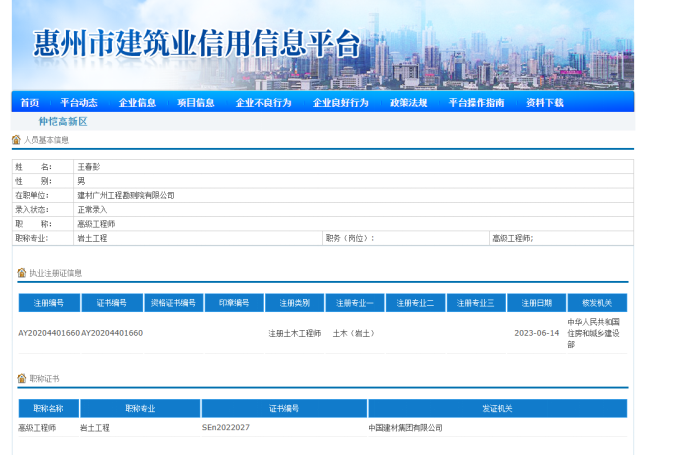 惠州市建筑业信用信息平台
首页 平台动态 企业信息 项目信息 企业不良行为 企业良好行为 政策法规 平台操作指南 资料下载
仲恺高新区
人员基本信息
姓 名： 王春彭
性 别： 男
在职单位： 建材广州工程勘测院有限公司
录入状态： 正常录入
职 称： 高级工程师
职称专业： 岩土工程 职务（岗位）： 高级工程师;
执业注册证信息
注册编号 证书编号 资格证书编号 印章编号 注册类别 注册专业一 注册专业二 注册专业三 注册日期 核发机关
AY20204401660 AY20204401660 注册土木工程师 土木（岩土） 2023-06-14 中华人民共和国
住房和城乡建设
部
职称证书
职称名称 职称专业 证书编号 发证机关
高级工程师 岩土工程 SEn2022027 中国建材集团有限公司